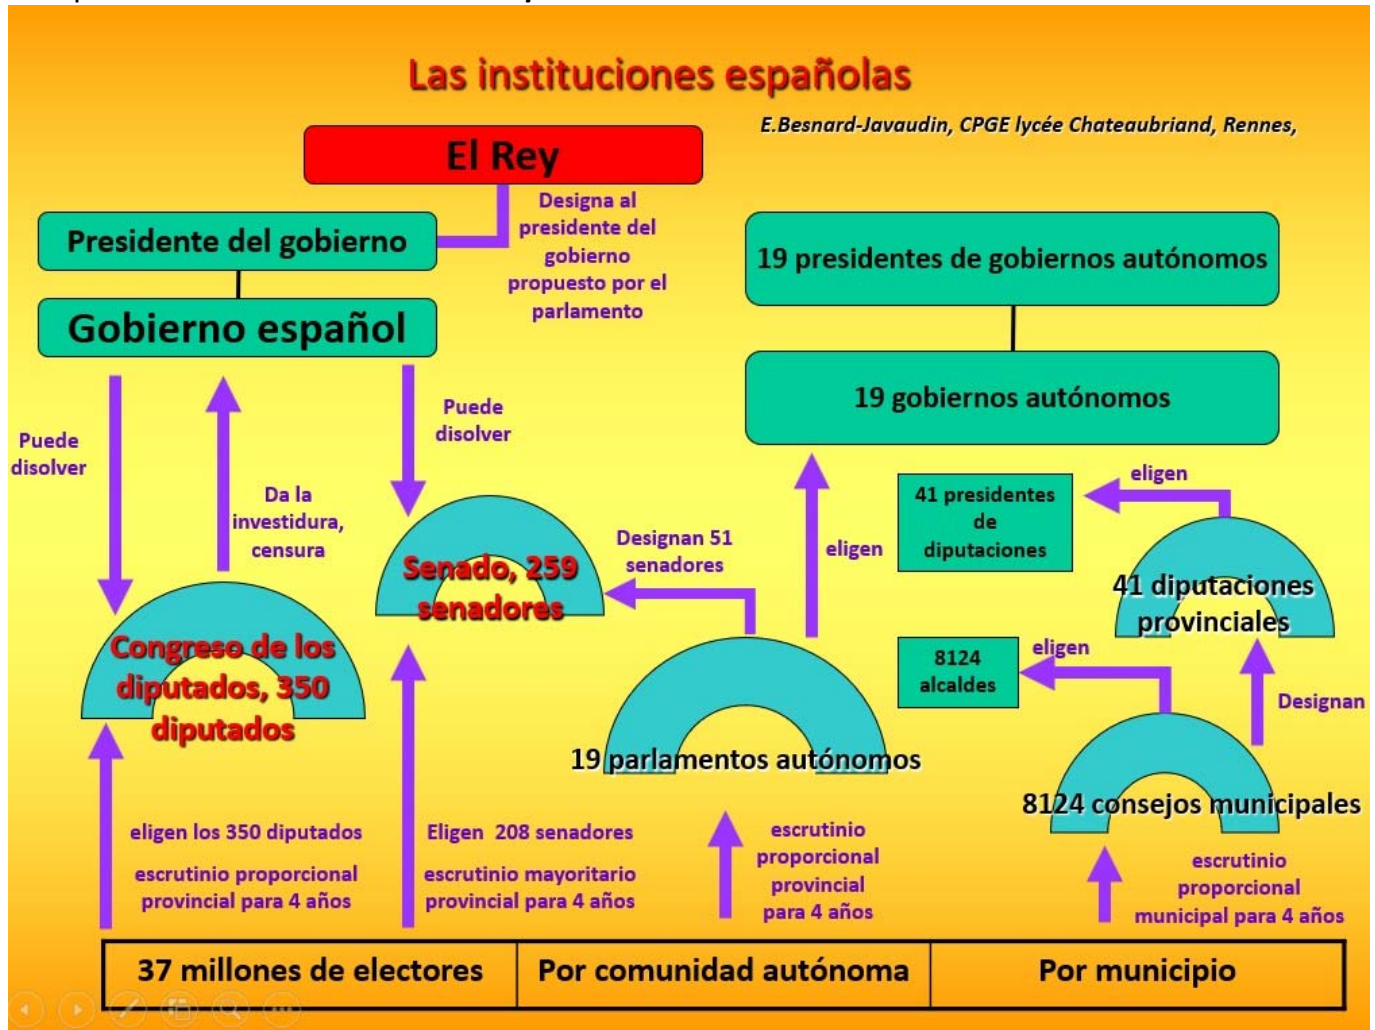 Las instituciones españolas
E.Besnard-Javaudin, CPGE lycée Chateaubriand, Rennes,
El Rey
Designa al
presidente del
gobierno
propuesto por el
parlamento
Presidente del gobierno
Gobierno español
19 presidentes de gobiernos autónomos
19 gobiernos autónomos
Puede
disolver
Da la
investidura,
censura
Puede
disolver
Senado, 259
senadores
Designan 51
senadores
eligen
41 presidentes
de
diputaciones
eligen
41 diputaciones
provinciales
Congreso de los
diputados, 350
diputados
8124
alcaldes
eligen
Designan
19 parlamentos autónomos
8124 consejos municipales
eligen los 350 diputados
escrutinio proporcional
provincial para 4 años
Eligen 208 senadores
escrutinio mayoritario
provincial para 4 años
escrutinio
proporcional
provincial
para 4 años
escrutinio
proporcional
municipal para 4 años
37 millones de electores
Por comunidad autónoma
Por municipio